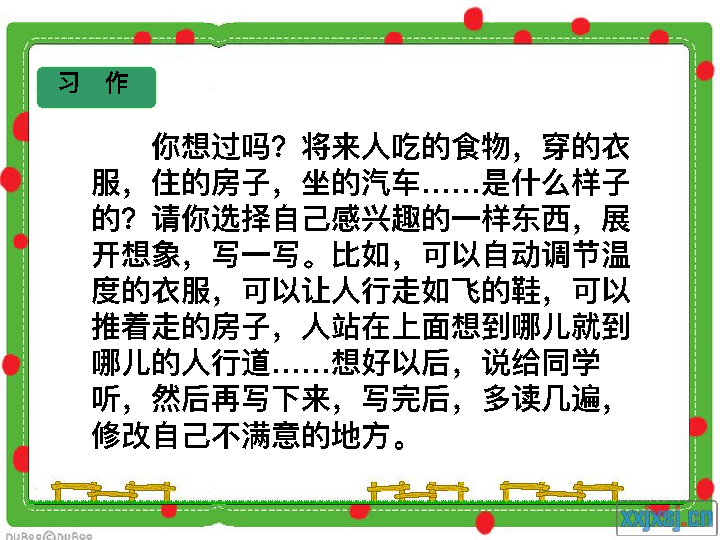 习 作
你想过吗？将来人吃的食物，穿的衣
服，住的房子，坐的汽车……是什么样子
的？请你选择自己感兴趣的一样东西，展
开想象，写一写。比如，可以自动调节温
度的衣服，可以让人行走如飞的鞋，可以
推着走的房子，人站在上面想到哪儿就到
哪儿的人行道……想好以后，说给同学
听，然后再写下来，写完后，多读几遍，
修改自己不满意的地方。
xxjxsj.cn